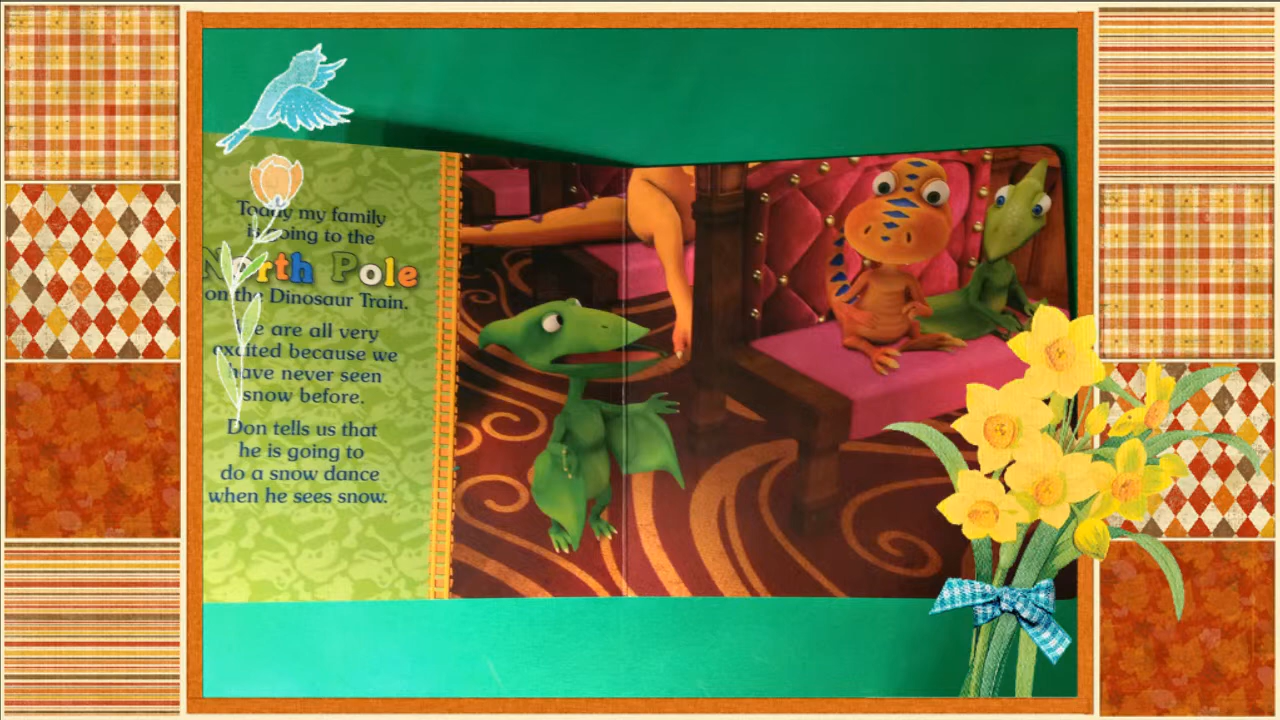 Today my family
is going to the
North Pole
on the Dinosaur Train.
We are all very
excited because we
have never seen
snow before.
Don tells us that
he is going to
do a snow dance
when he sees snow.